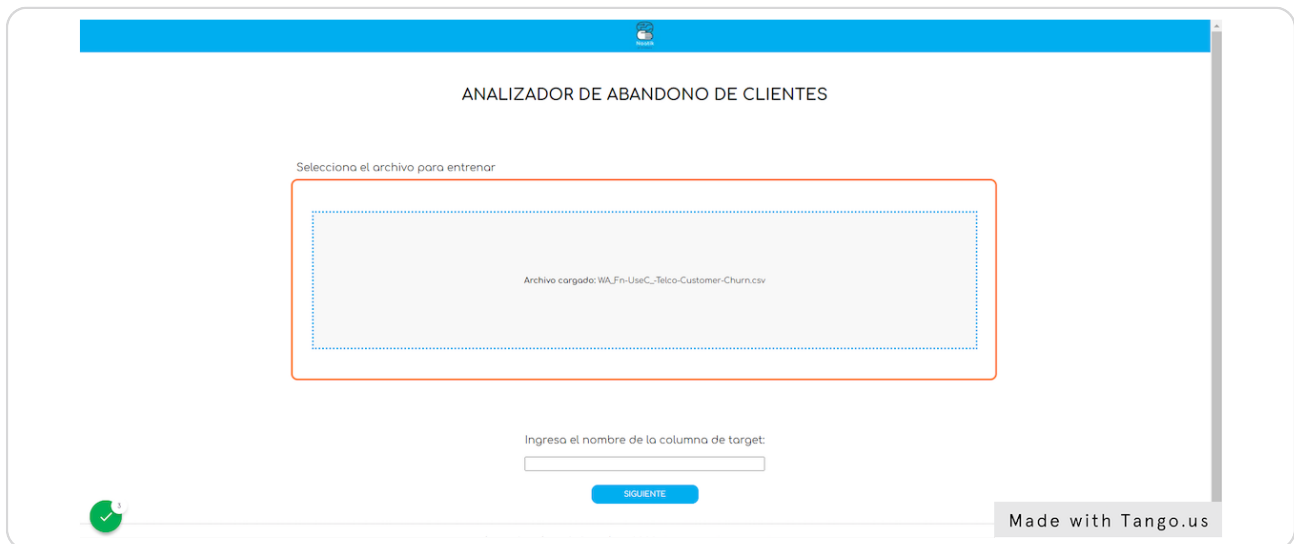 ANALIZADOR DE ABANDONO DE CLIENTES
Selecciona el archivo para entrenar
Archivo cargado: WA_Fn-UseC_-Telco-Customer-Churn.csv
Ingresa el nombre de la columna de target:
SIGUIENTE
3
Made with Tango.us